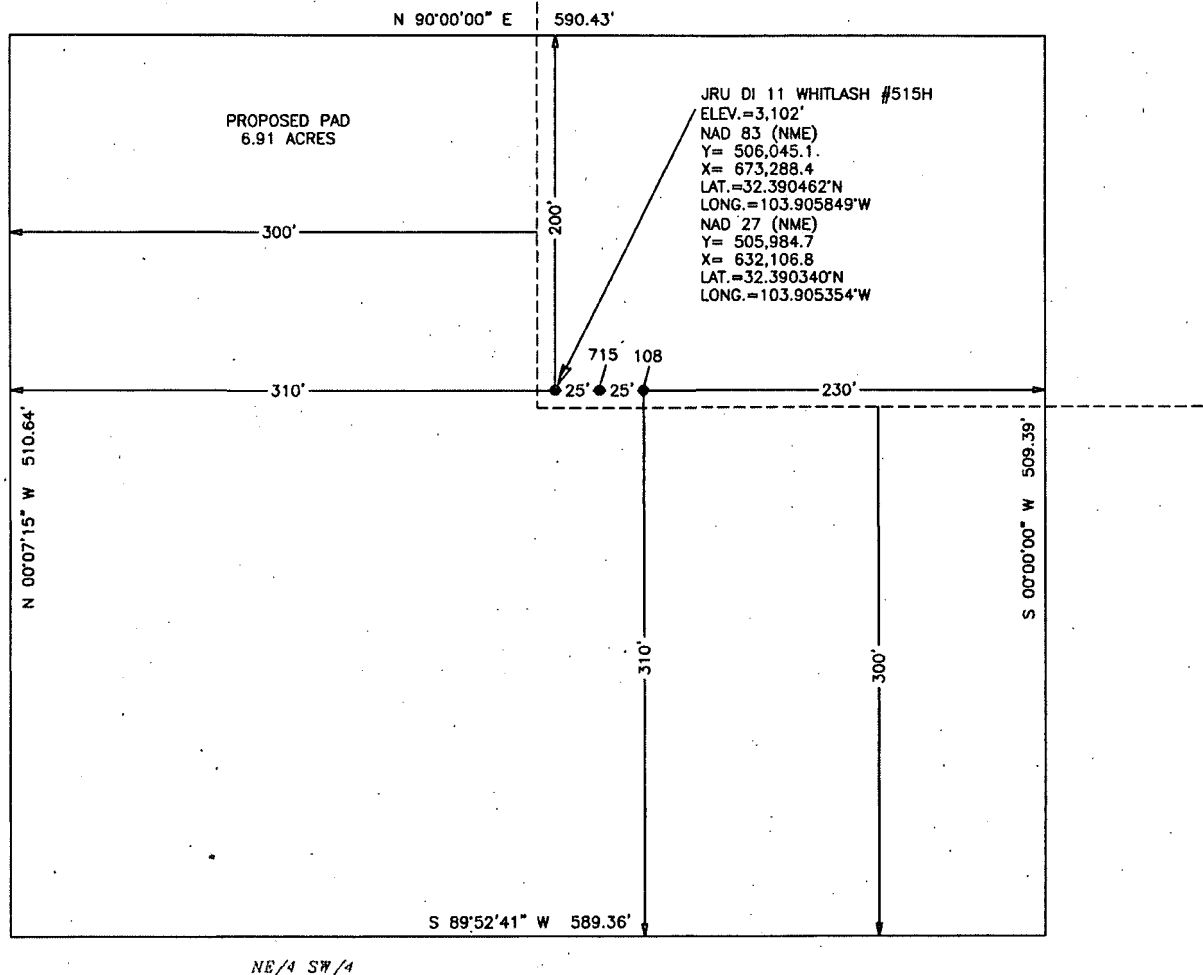 N 90°00'00" E 590.43'
PROPOSED PAD
6.91 ACRES
JRU DI 11 WHITLASH #515H
ELEV.=3,102'
NAD 83 (NME)
Y= 506,045.1
X= 673,288.4
LAT.=32.390462°N
LONG.=103.905849°W
NAD 27 (NME)
Y= 505,984.7
X= 632,106.8
LAT.=32.390340°N
LONG.=103.905354°W
200'
300'
715 108
310' 25' 25' 230'
N 00°07'15" W 510.64'
S 00°00'00" W 509.39'
310'
300'
S 89°52'41" W 589.36'
NE/4 SW/4